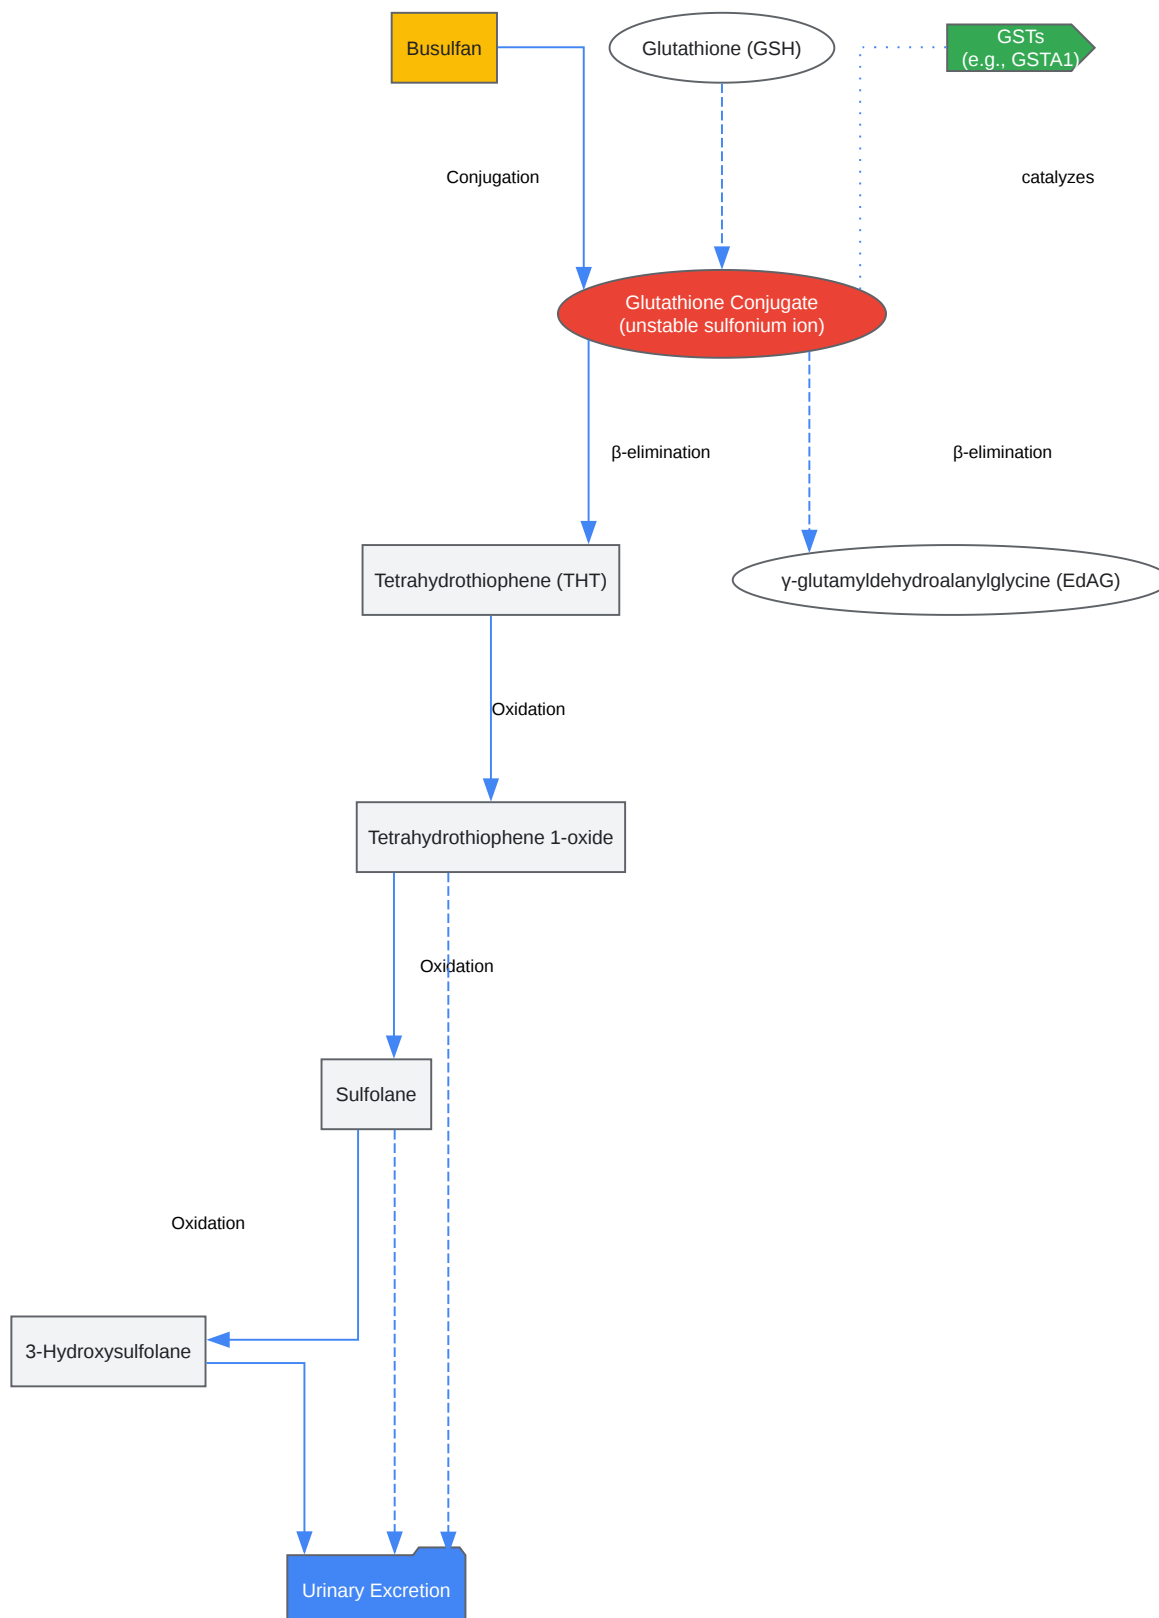 Busulfan
Glutathione (GSH)
GSTs
(e.g., GSTA1)
Conjugation
catalyzes
Glutathione Conjugate
(unstable sulfonium ion)
β-elimination
β-elimination
Tetrahydrothiophene (THT)
γ-glutamyldehydroalanylglycine (EdAG)
Oxidation
Tetrahydrothiophene 1-oxide
Oxidation
Sulfolane
Oxidation
3-Hydroxysulfolane
Urinary Excretion